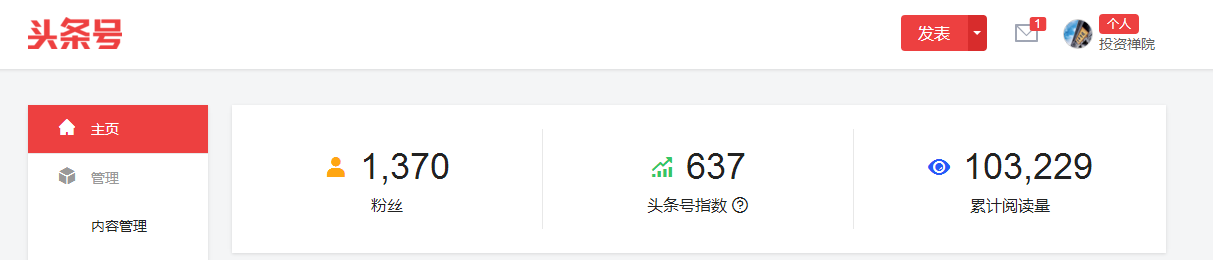 头条号
发表
1
个人
投资禅院
主页
管理
内容管理
1,370
粉丝
637
头条号指数
103,229
累计阅读量